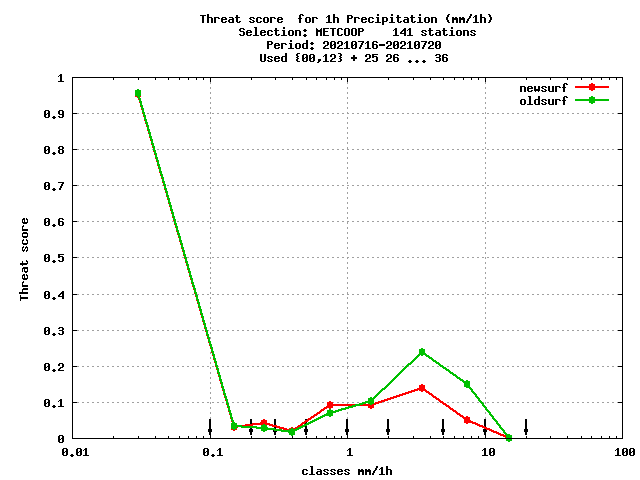 Threat score  for 1h Precipitation (mm/1h)
Selection: METCOOP    141 stations
Period: 20210716-20210720
Used {00,12} + 25 26 ... 36
newsurf
oldsurf
1
0.9
0.8
0.7
0.6
0.5
0.4
0.3
0.2
0.1
0
Threat score
0.01 0.1 1 10 100
classes mm/1h